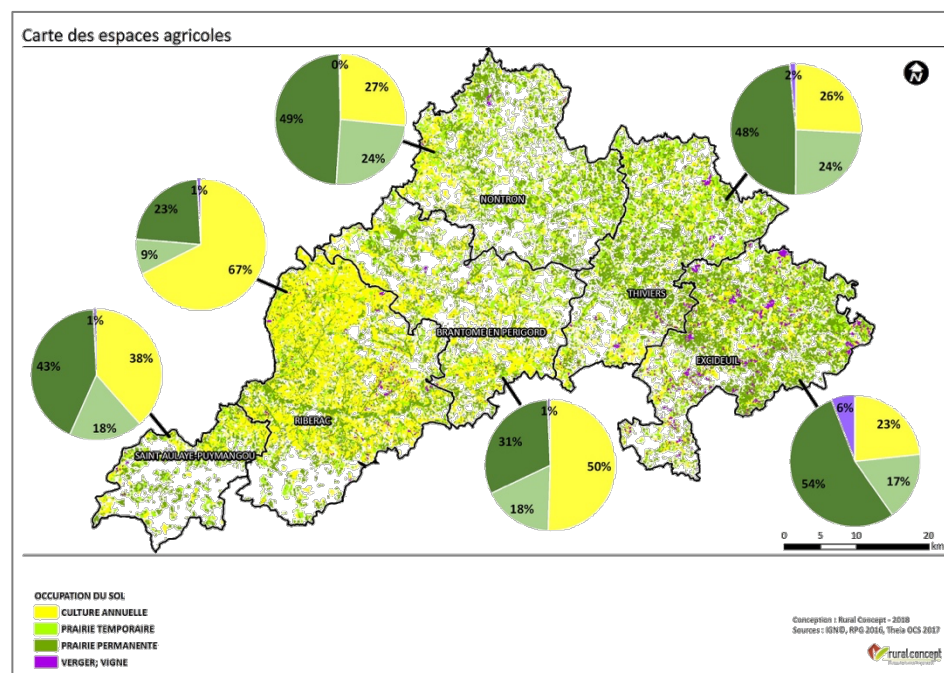 Carte des espaces agricoles
0%
27%
49%
24%
2%
26%
48%
24%
N
NONTRON
1%
23%
9%
67%
THIVIERS
BRANTOME EN PERIGORD
EXCIDEUIL
1%
43%
38%
18%
RIBERAC
SAINT AULAYE-PUYMANGOU
1%
31%
50%
18%
6%
23%
54%
17%
0 5 10 20
km
OCCUPATION DU SOL
CULTURE ANNUELLE
PRAIRIE TEMPORAIRE
PRAIRIE PERMANENTE
VERGER; VIGNE
Conception : Rural Concept - 2018
Sources : IGN©, RPG 2016, Theia OCS 2017
rural concept